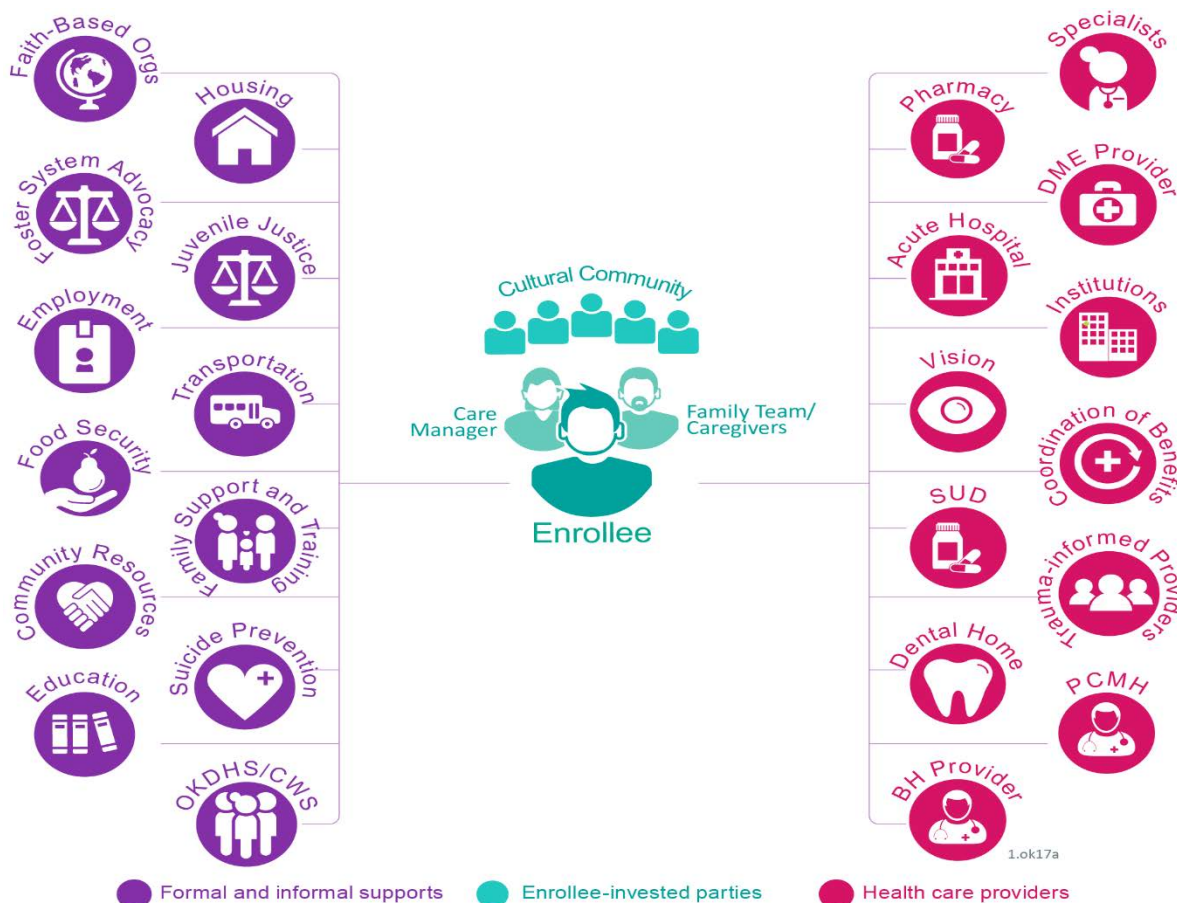 Faith-Based Orgs
Housing
Foster System Advocacy
Juvenile Justice
Employment
Transportation
Food Security
Family Support and Training
Community Resources
Suicide Prevention
Education
OKDHS/CWS
Cultural Community
Care
Manager
Family Team/
Caregivers
Enrollee
Specialists
Pharmacy
DME Provider
Acute Hospital
Institutions
Vision
Coordination of Benefits
SUD
Trauma-informed Providers
Dental Home
PCMH
BH Provider
1.ok17a
Formal and informal supports
Enrollee-invested parties
Health care providers